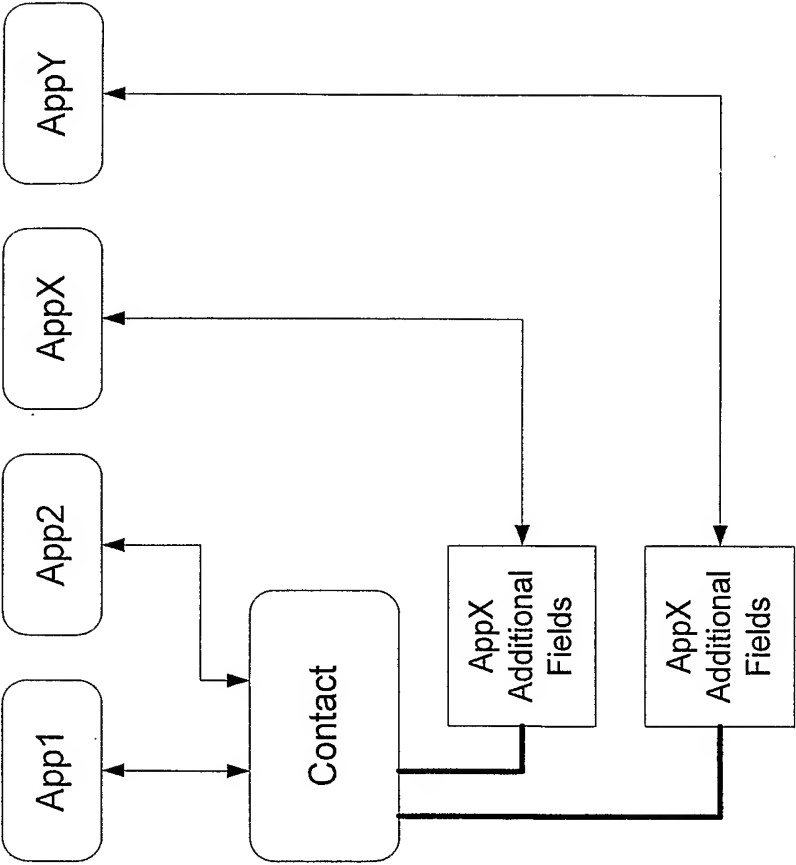 App1
App2
AppX
AppY
Contact
AppX
Additional
Fields
AppX
Additional
Fields